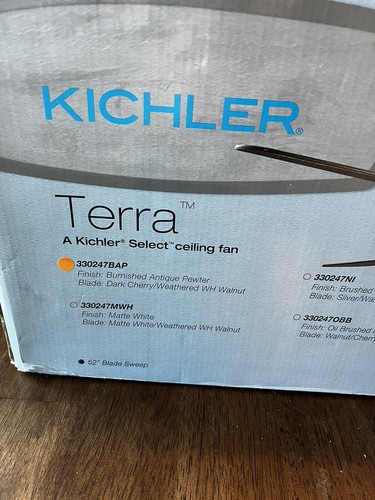 KICHLER®
Terra™
A Kichler® Select™ ceiling fan
330247BAP
Finish: Burnished Antique Pewter
Blade: Dark Cherry/Weathered WH Walnut
330247MWH
Finish: Matte White
Blade: Matte White/Weathered WH Walnut
330247NI
Finish: Brushed
Blade: Silver/
330247OBB
Finish: Oil Brushed
Blade: Walnut/
52" Blade Sweep